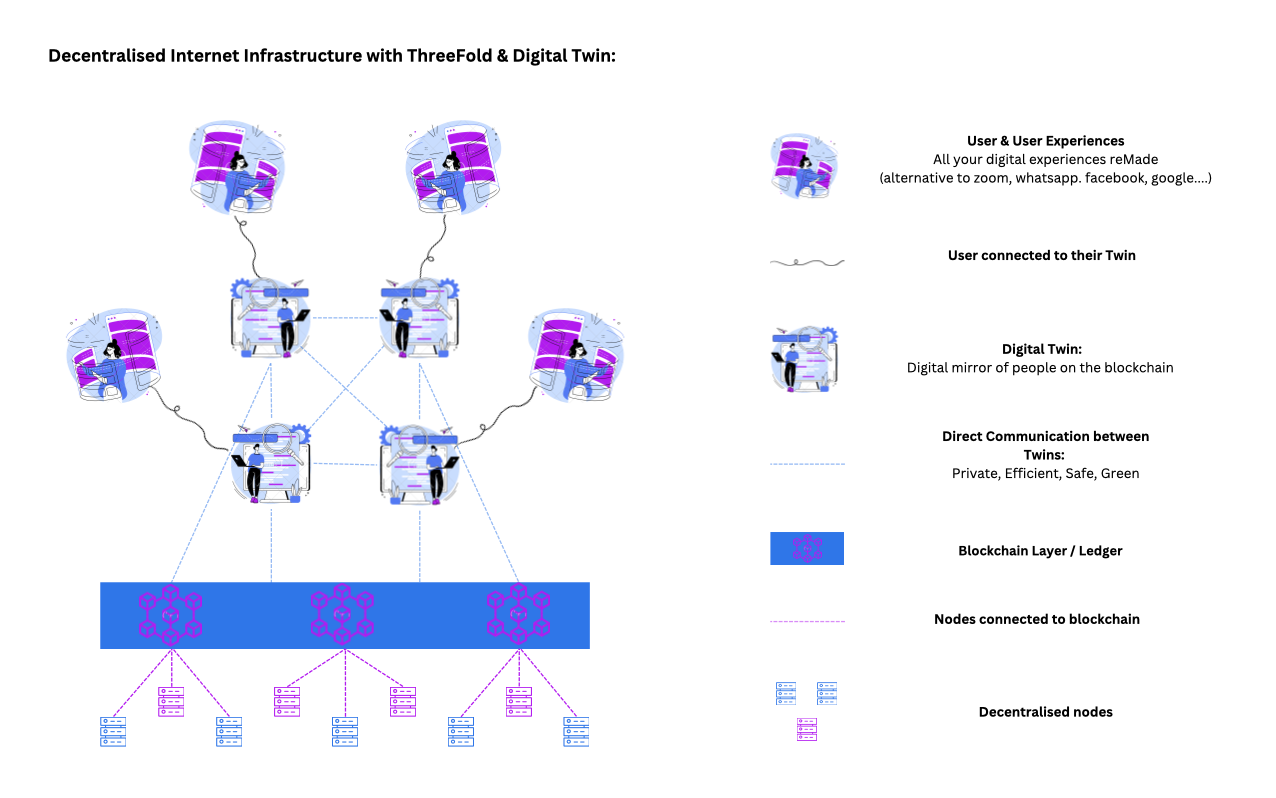 Decentralised Internet Infrastructure with ThreeFold & Digital Twin:
User & User Experiences
All your digital experiences reMade
(alternative to zoom, whatsapp. facebook, google....)
User connected to their Twin
Digital Twin:
Digital mirror of people on the blockchain
Direct Communication between
Twins:
Private, Efficient, Safe, Green
Blockchain Layer / Ledger
Nodes connected to blockchain
Decentralised nodes